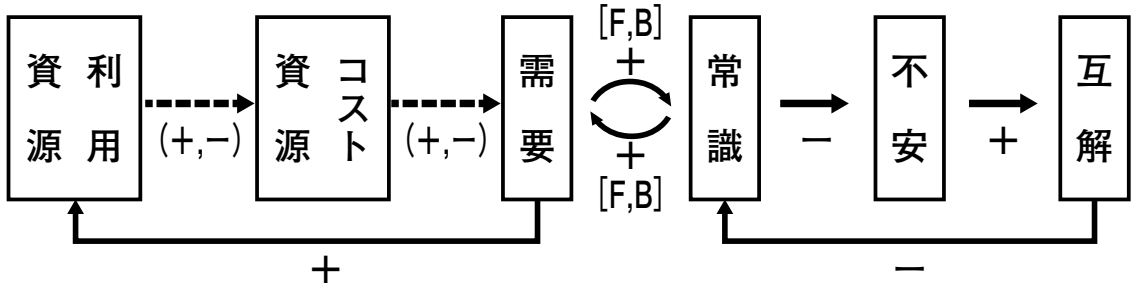 [F,B]
+
資源
利用
(+,−)
資源
コスト
(+,−)
需要
常識
−
不安
+
互解
+
[F,B]
+
−